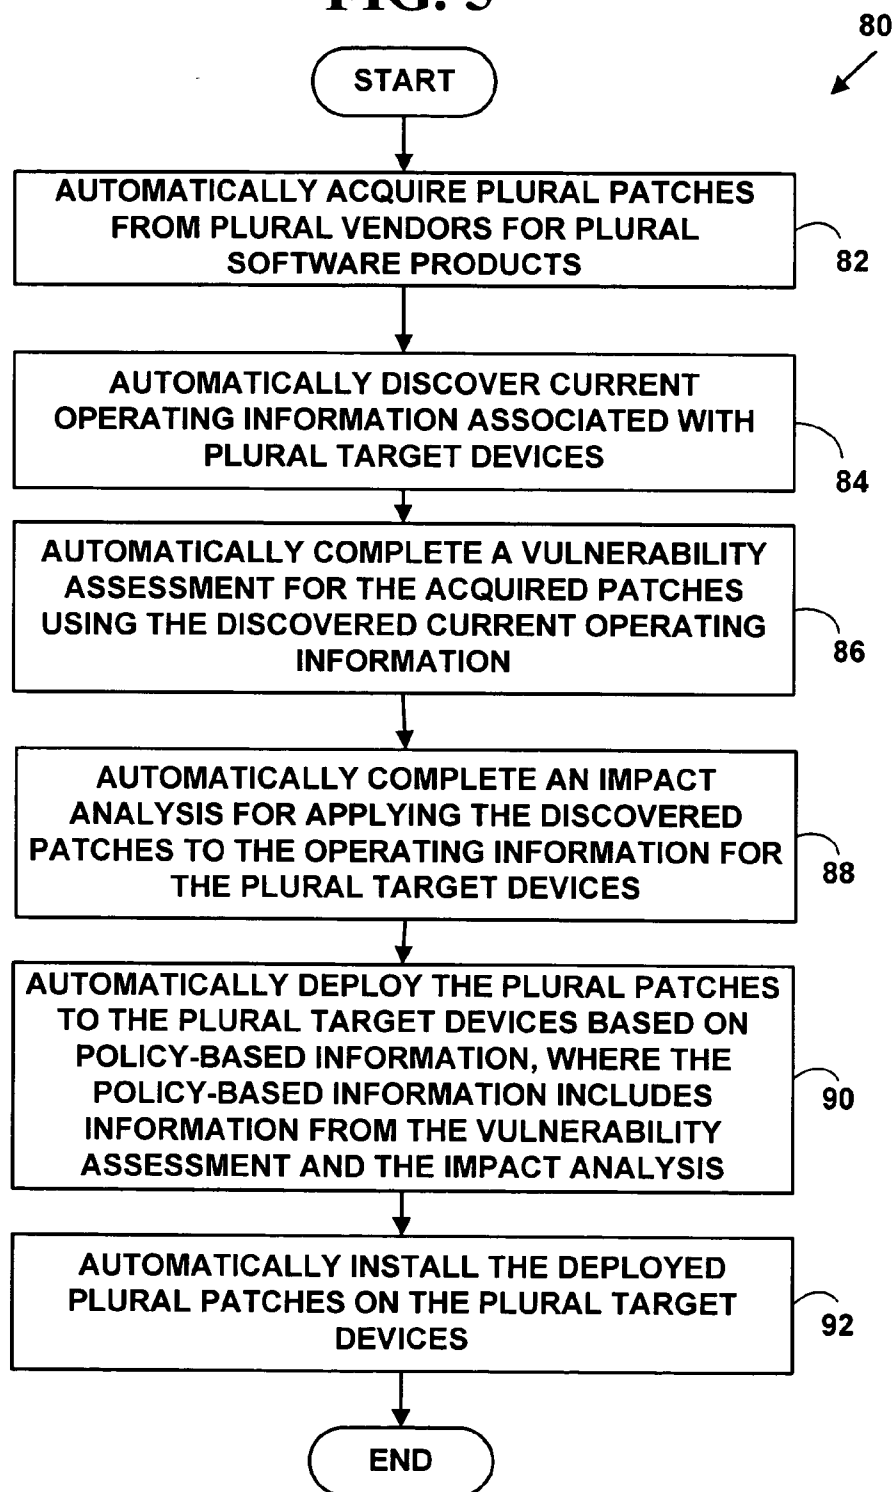 FIG. 5
80
START
AUTOMATICALLY ACQUIRE PLURAL PATCHES
FROM PLURAL VENDORS FOR PLURAL
SOFTWARE PRODUCTS
82
AUTOMATICALLY DISCOVER CURRENT
OPERATING INFORMATION ASSOCIATED WITH
PLURAL TARGET DEVICES
84
AUTOMATICALLY COMPLETE A VULNERABILITY
ASSESSMENT FOR THE ACQUIRED PATCHES
USING THE DISCOVERED CURRENT OPERATING
INFORMATION
86
AUTOMATICALLY COMPLETE AN IMPACT
ANALYSIS FOR APPLYING THE DISCOVERED
PATCHES TO THE OPERATING INFORMATION FOR
THE PLURAL TARGET DEVICES
88
AUTOMATICALLY DEPLOY THE PLURAL PATCHES
TO THE PLURAL TARGET DEVICES BASED ON
POLICY-BASED INFORMATION, WHERE THE
POLICY-BASED INFORMATION INCLUDES
INFORMATION FROM THE VULNERABILITY
ASSESSMENT AND THE IMPACT ANALYSIS
90
AUTOMATICALLY INSTALL THE DEPLOYED
PLURAL PATCHES ON THE PLURAL TARGET
DEVICES
92
END